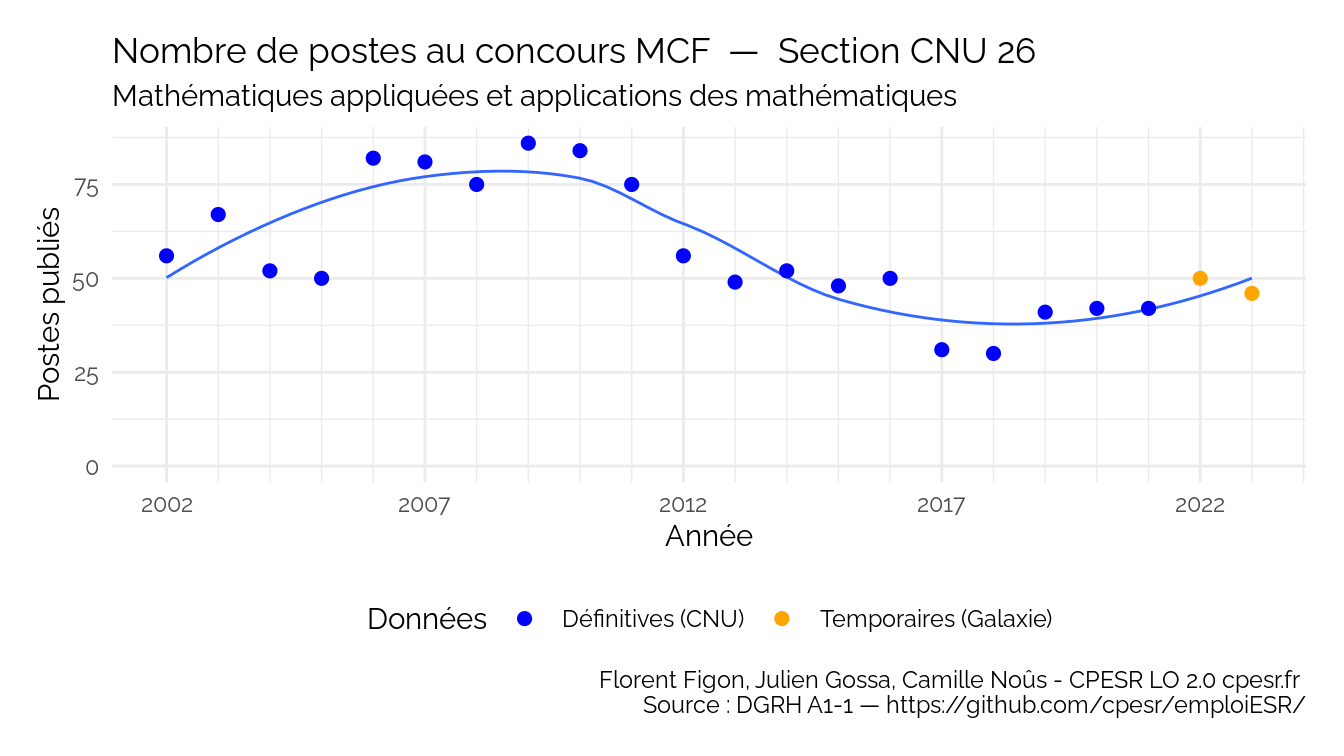 Nombre de postes au concours MCF — Section CNU 26
Mathématiques appliquées et applications des mathématiques
Postes publiés
75
50
25
0
2002 2007 2012 2017 2022
Année
Données Définitives (CNU) Temporaires (Galaxie)
Florent Figon, Julien Gossa, Camille Noûs - CPESR LO 2.0 cpesr.fr
Source : DGRH A1-1 — https://github.com/cpesr/emploiESR/